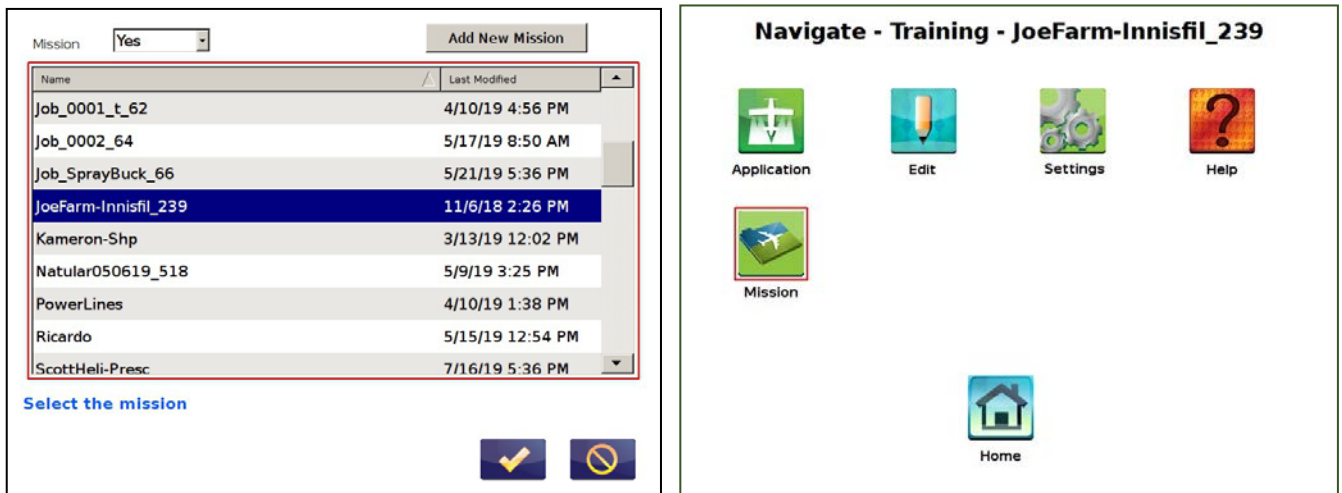 Mission Yes Add New Mission
Name Last Modified
Job_0001_t_62 4/10/19 4:56 PM
Job_0002_64 5/17/19 8:50 AM
Job_SprayBuck_66 5/21/19 5:36 PM
JoeFarm-Innisfil_239 11/6/18 2:26 PM
Kameron-Shp 3/13/19 12:02 PM
Natular050619_518 5/9/19 3:25 PM
PowerLines 4/10/19 1:38 PM
Ricardo 5/15/19 12:54 PM
ScottHeli-Presc 7/16/19 5:36 PM
Select the mission
Navigate - Training - JoeFarm-Innisfil_239
Application Edit Settings Help
Mission
Home